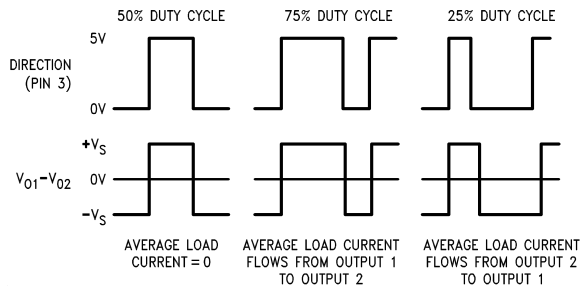 50% DUTY CYCLE
75% DUTY CYCLE
25% DUTY CYCLE
5V
DIRECTION
(PIN 3)
0V
+VS
VO1−VO2
0V
−VS
AVERAGE LOAD
CURRENT = 0
AVERAGE LOAD CURRENT
FLOWS FROM OUTPUT 1
TO OUTPUT 2
AVERAGE LOAD CURRENT
FLOWS FROM OUTPUT 2
TO OUTPUT 1